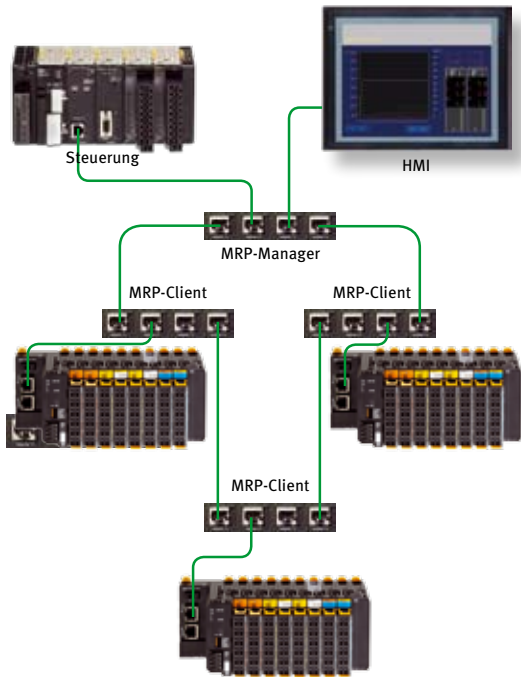 Steuerung
HMI
MRP-Manager
MRP-Client
MRP-Client
MRP-Client